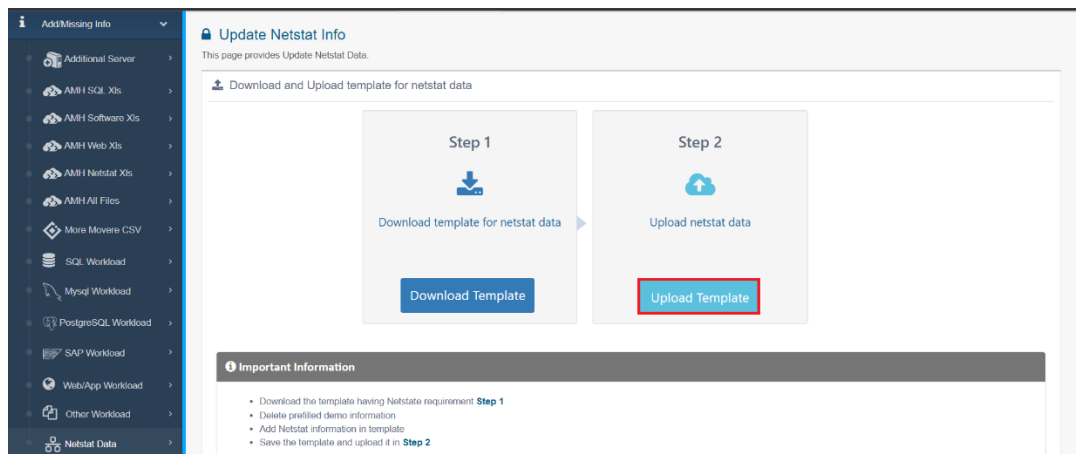 Add/Missing Info
Additional Server
AMH SQL Xls
AMH Software Xls
AMH Web Xls
AMH Netstat Xls
AMH All Files
More Movere CSV
SQL Workload
Mysql Workload
PostgreSQL Workload
SAP Workload
Web/App Workload
Other Workload
Netstat Data
Update Netstat Info
This page provides Update Netstat Data.
Download and Upload template for netstat data
Step 1
Download template for netstat data
Download Template
Step 2
Upload netstat data
Upload Template
Important Information
• Download the template having Netstate requirement Step 1
• Delete prefilled demo information
• Add Netstat information in template
• Save the template and upload it in Step 2